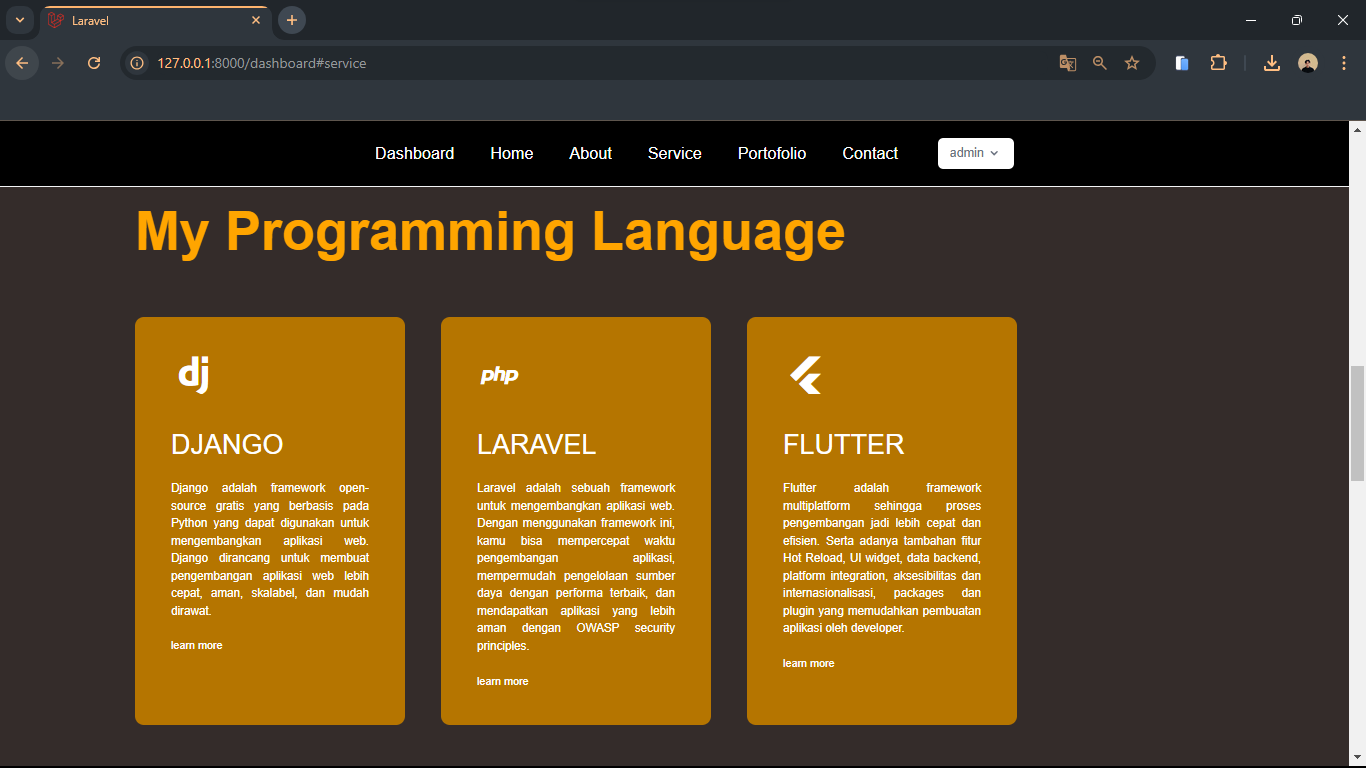 Laravel
127.0.0.1:8000/dashboard#service
Dashboard Home About Service Portofolio Contact admin
My Programming Language
dj
DJANGO
Django adalah framework open-
source gratis yang berbasis pada
Python yang dapat digunakan untuk
mengembangkan aplikasi web.
Django dirancang untuk membuat
pengembangan aplikasi web lebih
cepat, aman, skalabel, dan mudah
dirawat.
learn more
php
LARAVEL
Laravel adalah sebuah framework
untuk mengembangkan aplikasi web.
Dengan menggunakan framework ini,
kamu bisa mempercepat waktu
pengembangan aplikasi,
mempermudah pengelolaan sumber
daya dengan performa terbaik, dan
mendapatkan aplikasi yang lebih
aman dengan OWASP security
principles.
learn more
FLUTTER
Flutter adalah framework
multiplatform sehingga proses
pengembangan jadi lebih cepat dan
efisien. Serta adanya tambahan fitur
Hot Reload, UI widget, data backend,
platform integration, aksesibilitas dan
internasionalisasi, packages dan
plugin yang memudahkan pembuatan
aplikasi oleh developer.
learn more